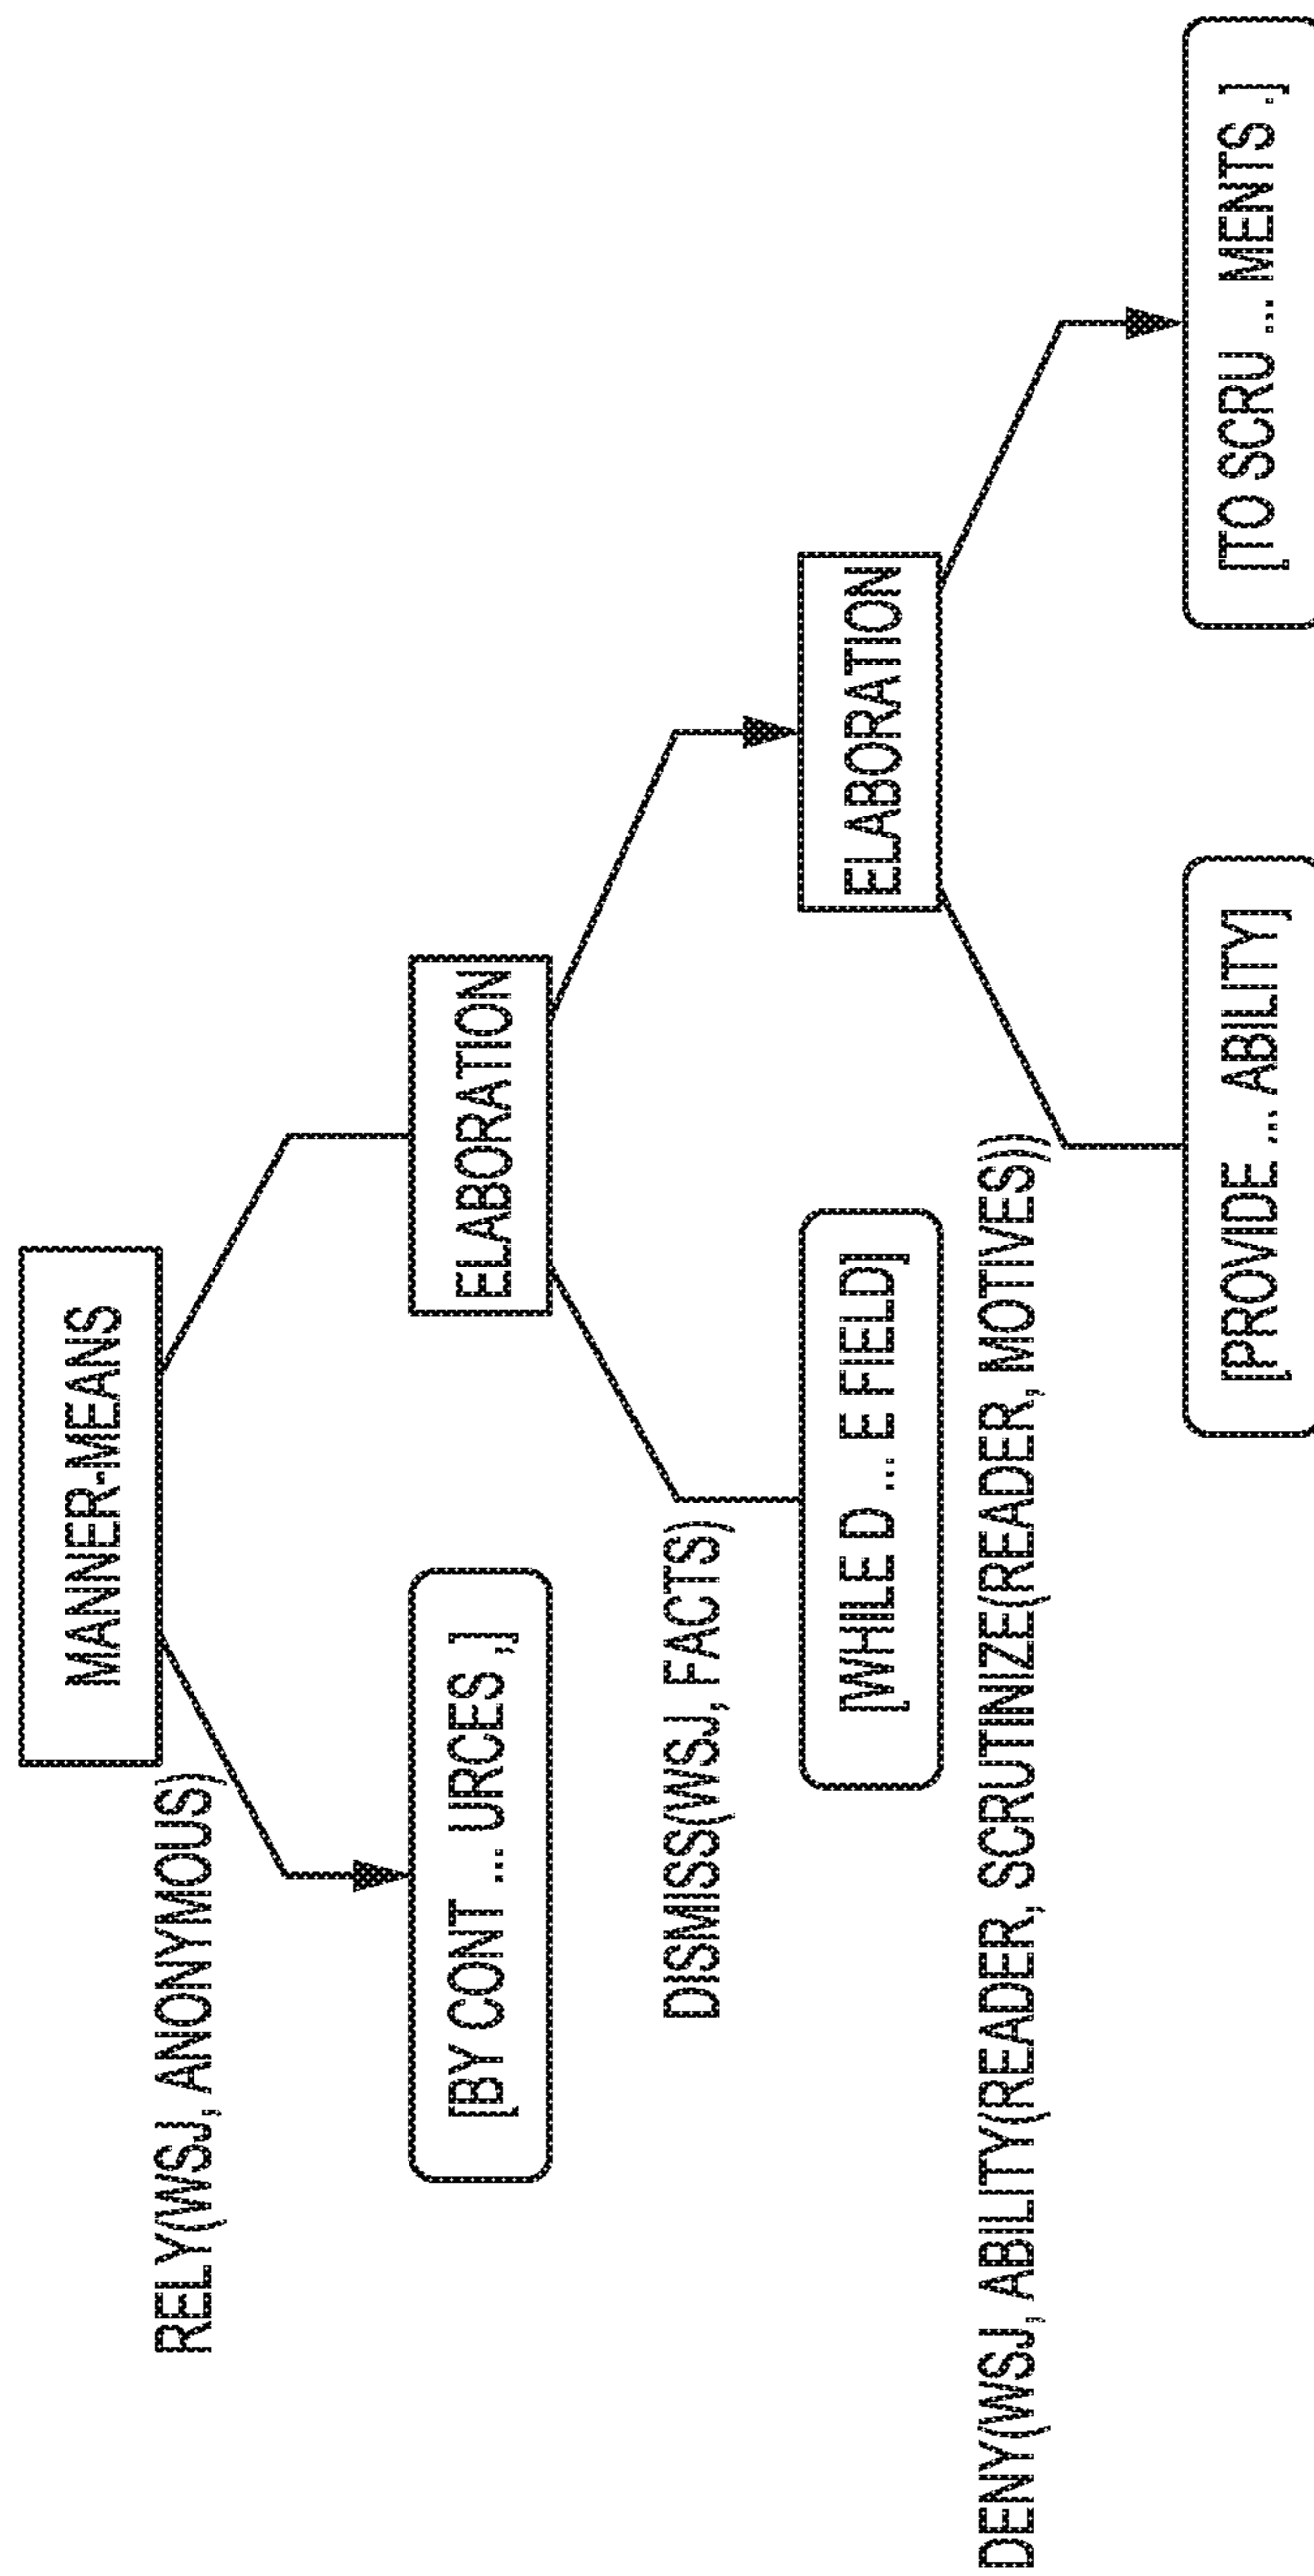 MANNER-MEANS
RELY(WSJ, ANONYMOUS)
[BY CONT ... URCES ,]
ELABORATION
DISMISS(WSJ, FACTS)
[WHILE D ... E FIELD]
ELABORATION
DENY(WSJ, ABILITY(READER, SCRUTINIZE(READER, MOTIVES))
[PROVIDE ... ABILITY]
[TO SCRU ... MENTS .]